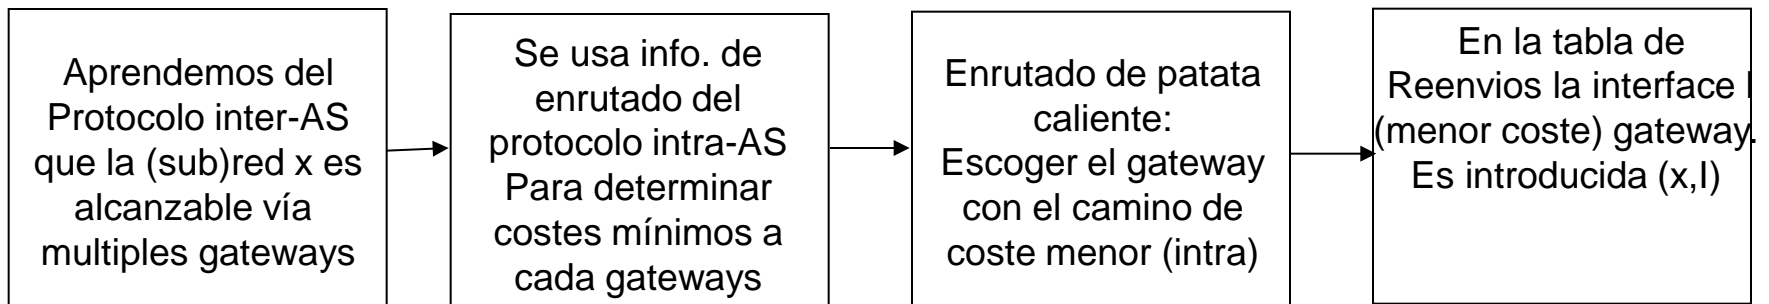 Aprendemos del
Protocolo inter-AS
que la (sub)red x es
alcanzable vía
multiples gateways
Se usa info. de
enrutado del
protocolo intra-AS
Para determinar
costes mínimos a
cada gateways
Enrutado de patata
caliente:
Escoger el gateway
con el camino de
coste menor (intra)
En la tabla de
Reenvios la interface I
(menor coste) gateway.
Es introducida (x,I)